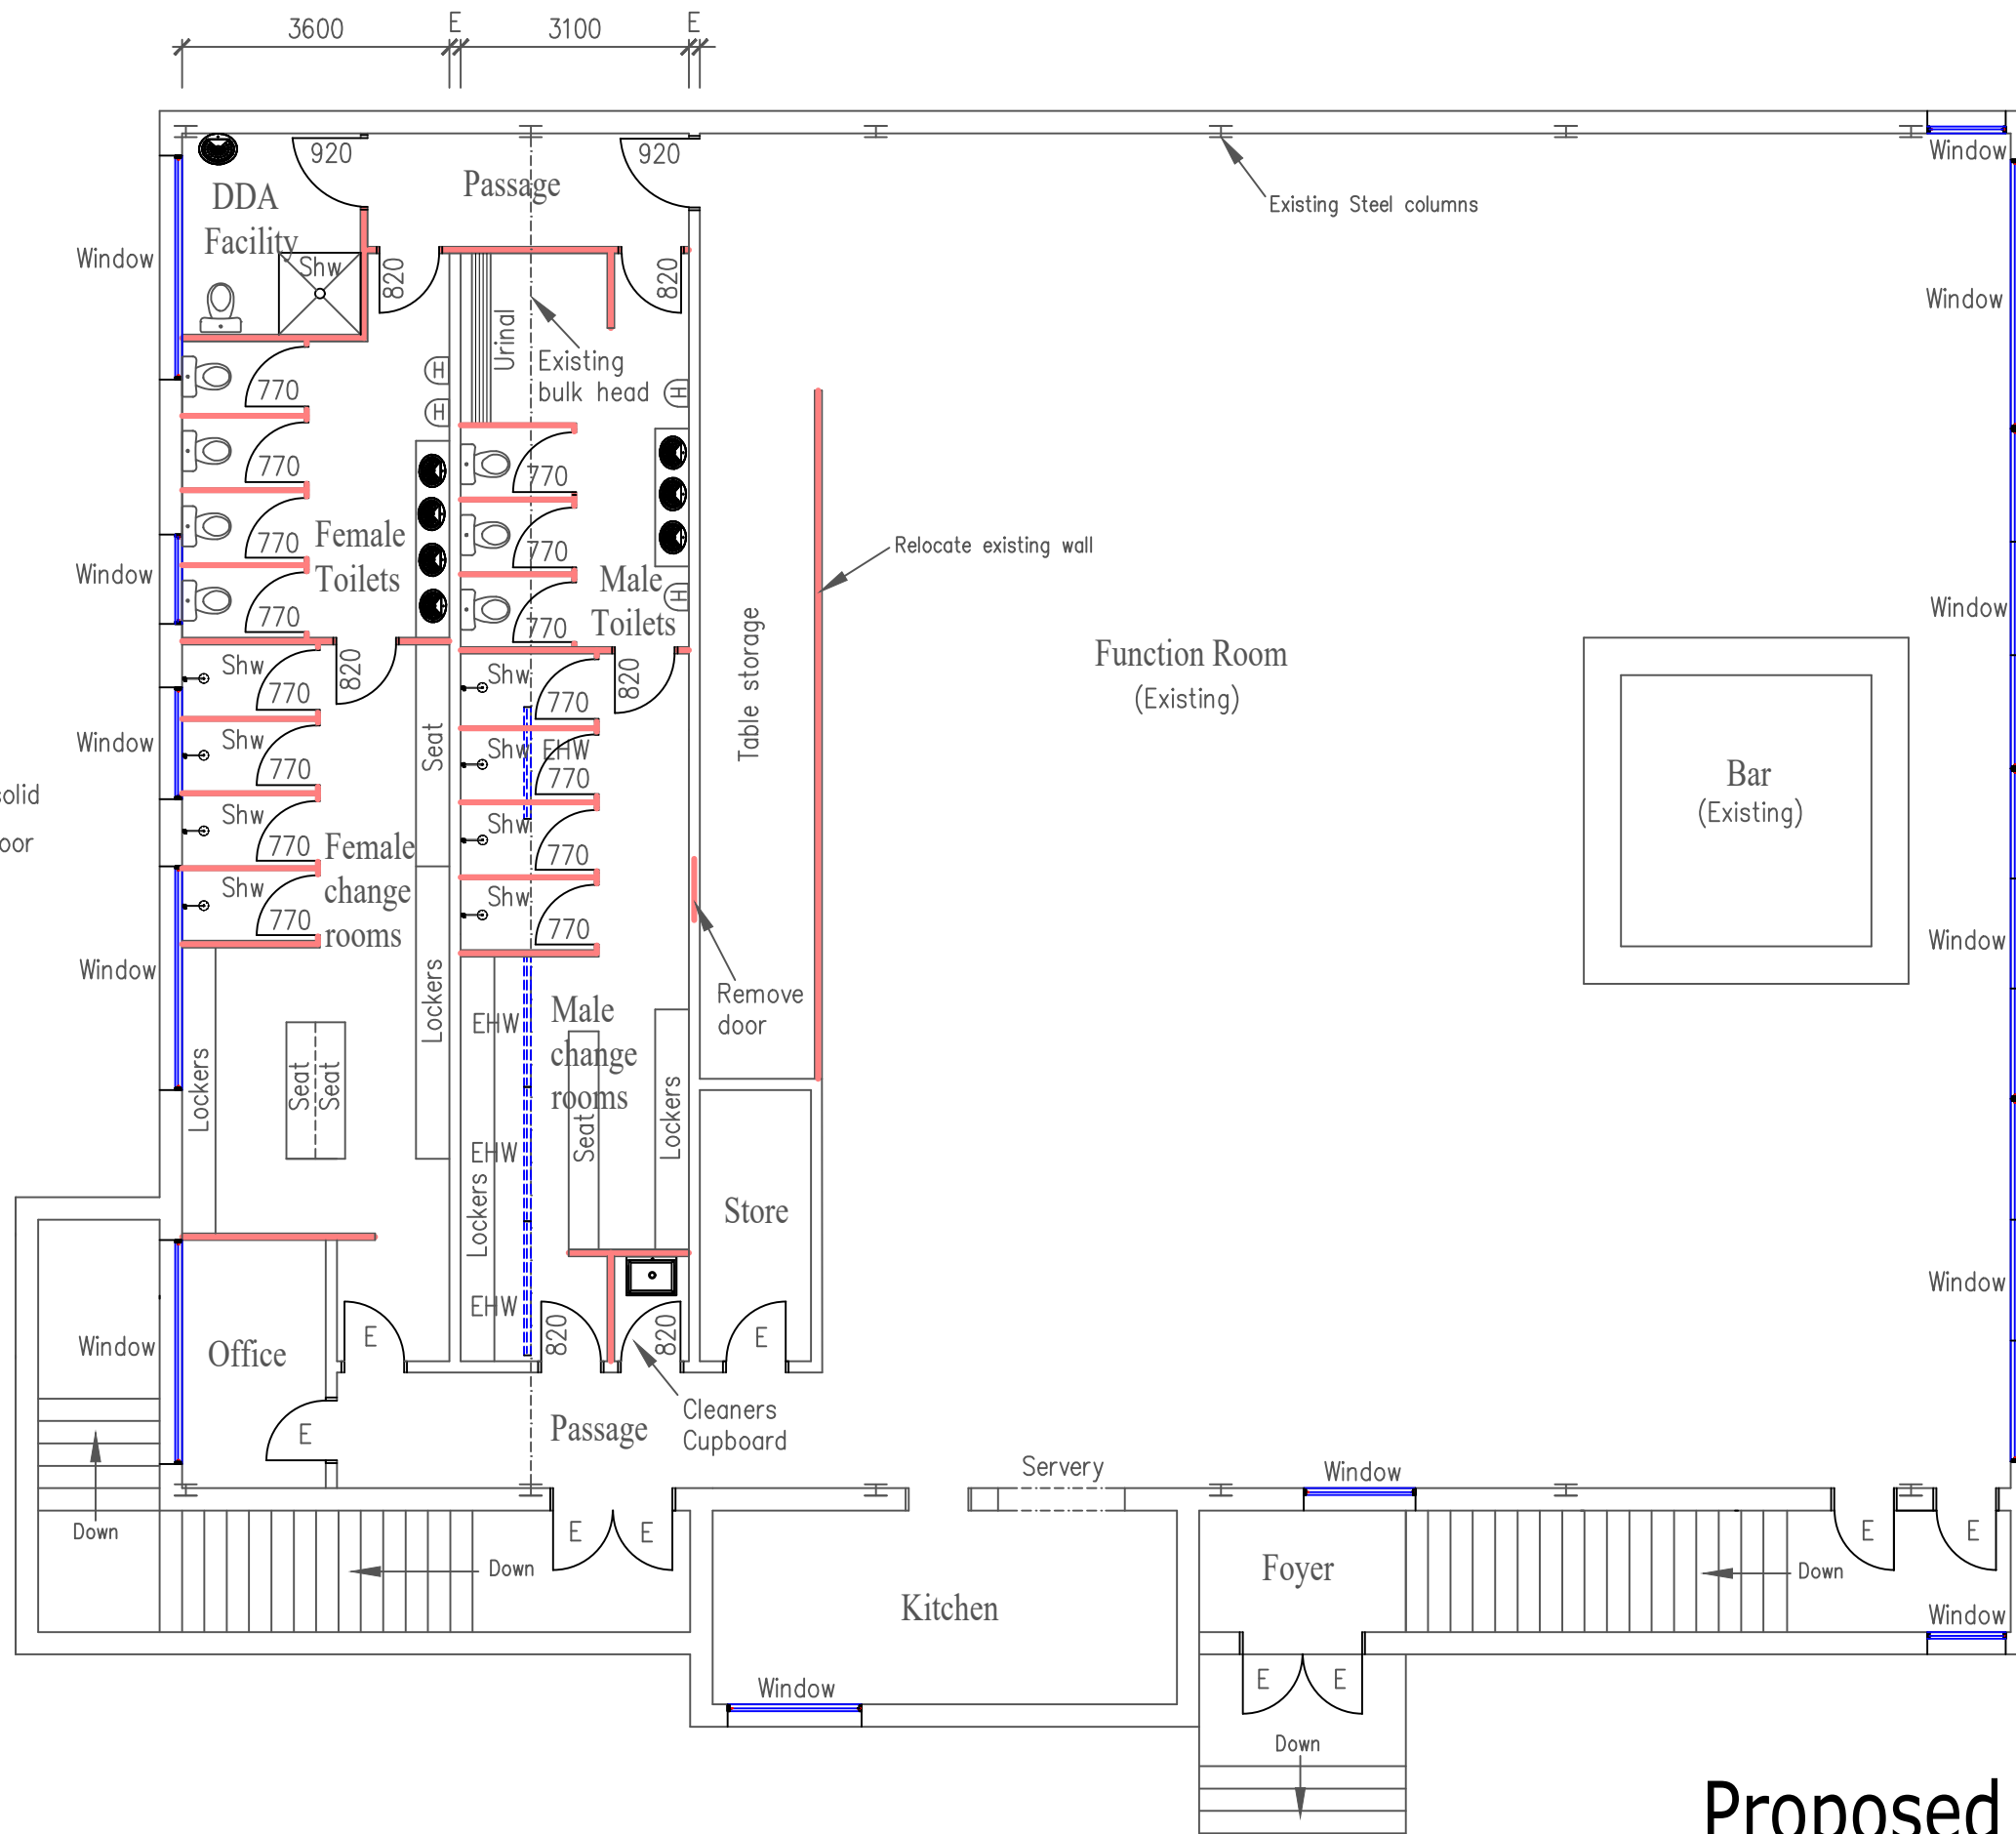 3600
E
3100
E
920
920
Window
DDA
Facility
Passage
Existing Steel columns
Shw
820
820
Window
Window
Urinal
Existing
bulk head
H
H
H
770
770
770
770
770
770
770
Female
Toilets
Male
Toilets
H
Relocate existing wall
Window
Window
Table storage
Function Room
(Existing)
Shw
770
820
Shw
770
820
Window
Shw
770
Seat
Shw
EHW
770
Bar
(Existing)
solid
oor
Shw
770
Shw
770
Female
change
rooms
Shw
770
Shw
770
Window
Window
Lockers
Remove
door
EHW
Male
change
rooms
Lockers
Seat
Seat
EHW
Seat
Lockers
Lockers
Store
Window
EHW
820
820
E
E
Window
Office
E
Passage
Cleaners
Cupboard
Servery
Window
Down
E
E
Down
E
E
Foyer
Down
Kitchen
Window
E
E
Window
Down
Proposed